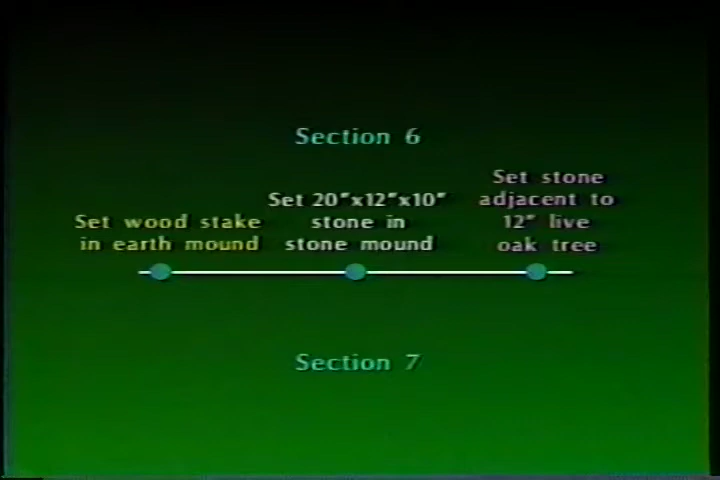 Section 6
Set wood stake
in earth mound
Set 20"x12"x10"
stone in
stone mound
Set stone
adjacent to
12" live
oak tree
Section 7